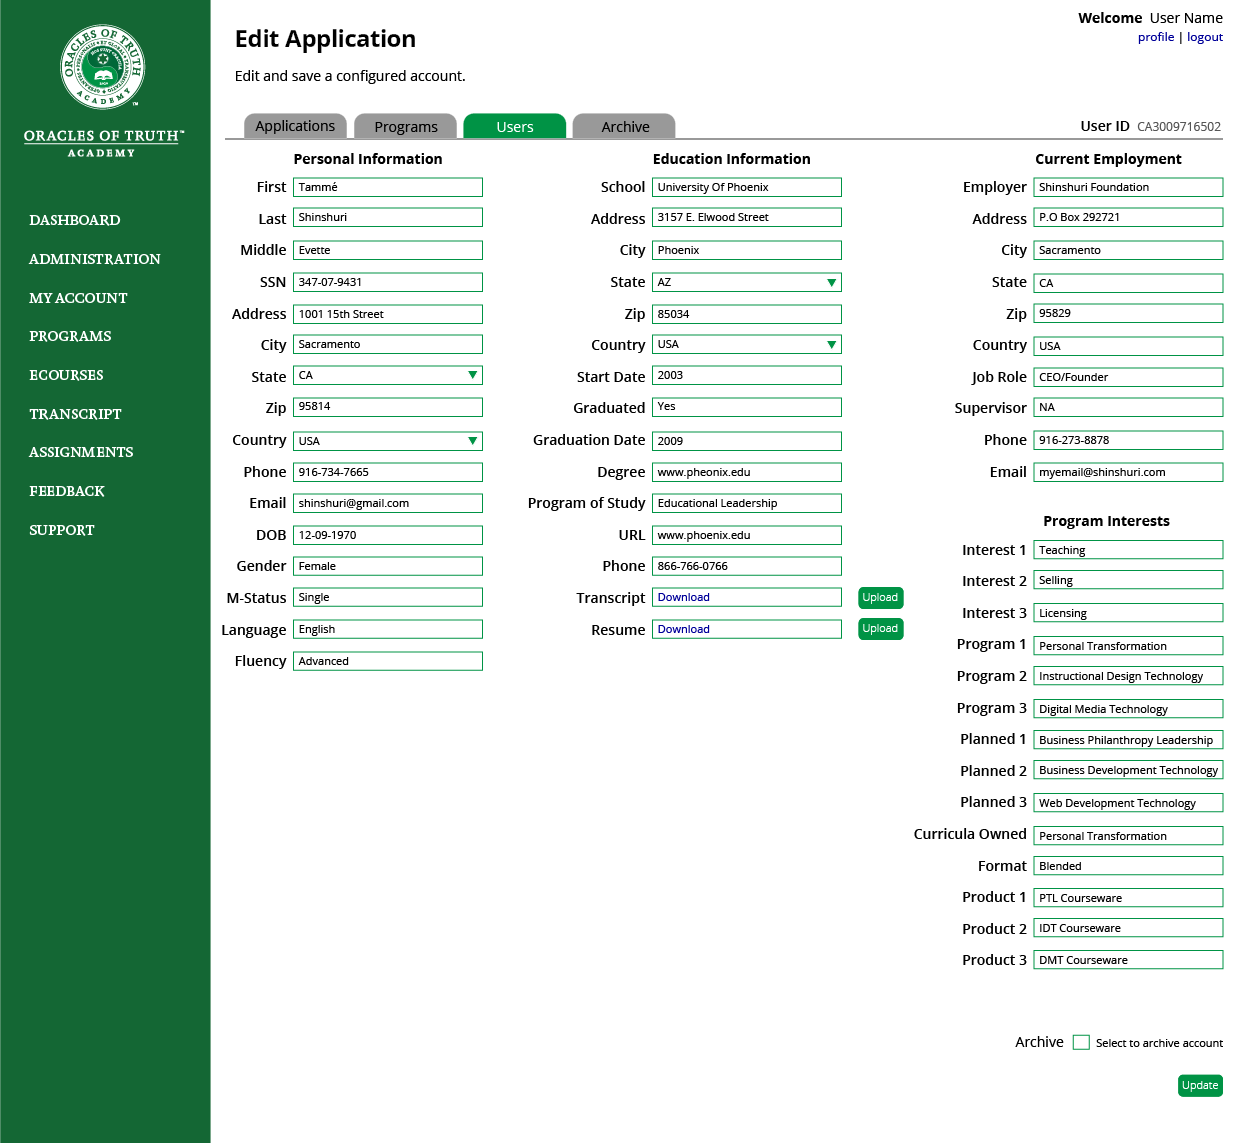 ORACLES OF TRUTH
ACADEMY
ORACLES OF TRUTH™
ACADEMY
DASHBOARD
ADMINISTRATION
MY ACCOUNT
PROGRAMS
ECOURSES
TRANSCRIPT
ASSIGNMENTS
FEEDBACK
SUPPORT
Edit Application
Edit and save a configured account.
Welcome User Name
profile | logout
Applications Programs Users Archive
User ID CA3009716502
Personal Information
First Tammé
Last Shinshuri
Middle Evette
SSN 347-07-9431
Address 1001 15th Street
City Sacramento
State CA
Zip 95814
Country USA
Phone 916-734-7665
Email shinshuri@gmail.com
DOB 12-09-1970
Gender Female
M-Status Single
Language English
Fluency Advanced
Education Information
School University Of Phoenix
Address 3157 E. Elwood Street
City Phoenix
State AZ
Zip 85034
Country USA
Start Date 2003
Graduated Yes
Graduation Date 2009
Degree www.pheonix.edu
Program of Study Educational Leadership
URL www.phoenix.edu
Phone 866-766-0766
Transcript Download Upload
Resume Download Upload
Current Employment
Employer Shinshuri Foundation
Address P.O Box 292721
City Sacramento
State CA
Zip 95829
Country USA
Job Role CEO/Founder
Supervisor NA
Phone 916-273-8878
Email myemail@shinshuri.com
Program Interests
Interest 1 Teaching
Interest 2 Selling
Interest 3 Licensing
Program 1 Personal Transformation
Program 2 Instructional Design Technology
Program 3 Digital Media Technology
Planned 1 Business Philanthropy Leadership
Planned 2 Business Development Technology
Planned 3 Web Development Technology
Curricula Owned Personal Transformation
Format Blended
Product 1 PTL Courseware
Product 2 IDT Courseware
Product 3 DMT Courseware
Archive Select to archive account
Update